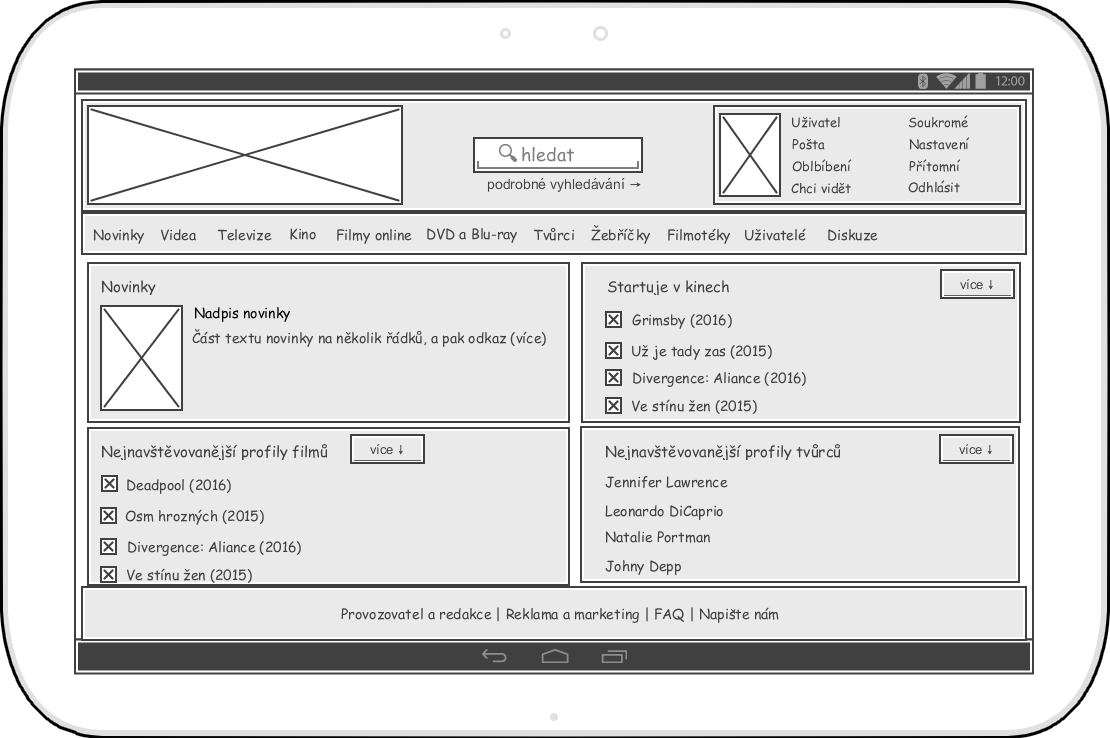 12:00
hledat
podrobné vyhledávání →
Uživatel Soukromé
Pošta Nastavení
Oblbíbení Přítomní
Chci vidět Odhlásit
Novinky Videa Televize Kino Filmy online DVD a Blu-ray Tvůrci Žebříčky Filmotéky Uživatelé Diskuze
Novinky
Nadpis novinky
Část textu novinky na několik řádků, a pak odkaz (více)
Startuje v kinech více ↓
Grimsby (2016)
Už je tady zas (2015)
Divergence: Aliance (2016)
Ve stínu žen (2015)
Nejnavštěvovanější profily filmů více ↓
Deadpool (2016)
Osm hrozných (2015)
Divergence: Aliance (2016)
Ve stínu žen (2015)
Nejnavštěvovanější profily tvůrců více ↓
Jennifer Lawrence
Leonardo DiCaprio
Natalie Portman
Johny Depp
Provozovatel a redakce | Reklama a marketing | FAQ | Napište nám